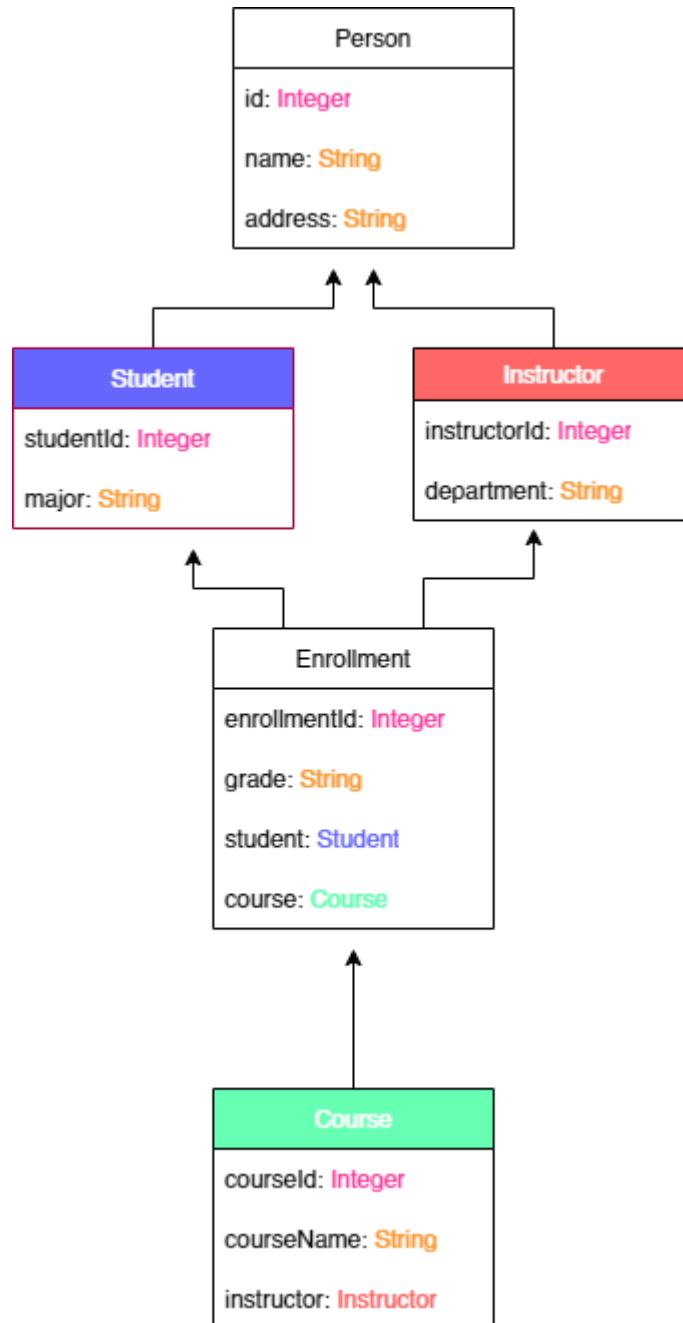 Person
id: Integer
name: String
address: String
Student
studentId: Integer
major: String
Instructor
instructorId: Integer
department: String
Enrollment
enrollmentId: Integer
grade: String
student: Student
course: Course
Course
courseId: Integer
courseName: String
instructor: Instructor